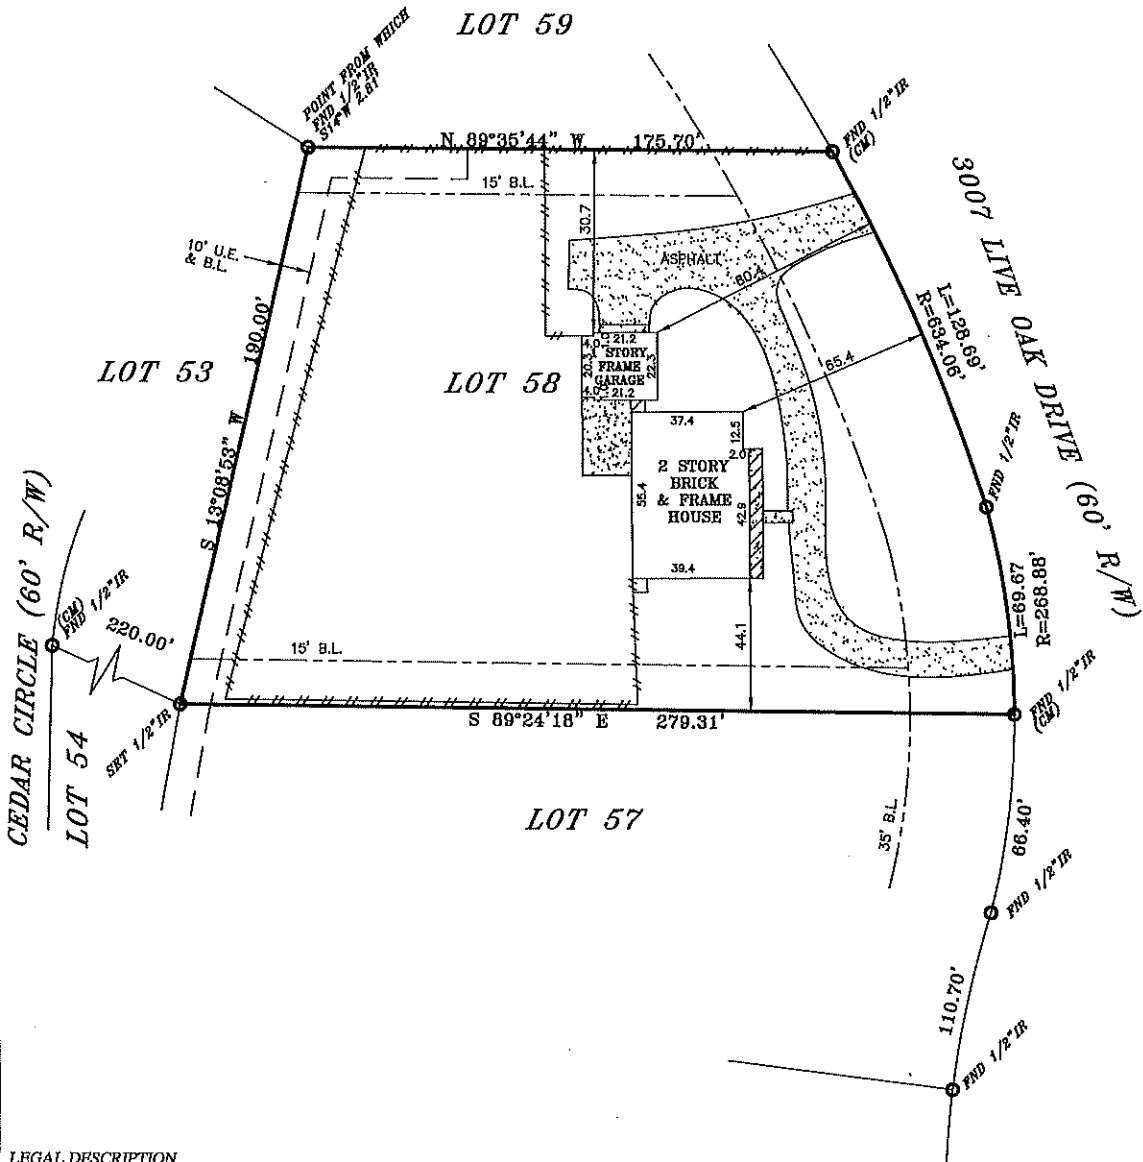 LOT 59
POINT FROM WHICH
FND 1/2"IR
S14°W 2.81'
FND 1/2"IR
(CM)
N 89°35'44" W 175.70'
15' B.L.
3007 LIVE OAK DRIVE (60' R/W)
10' U.E.
& B.L.
30.7
ASPHALT
80.4
L=128.69'
R=634.06'
190.00'
S 13°08'53" W
LOT 53
LOT 58
4.0
21.2
1 STORY
FRAME
GARAGE
20.3
22.3
4.0
21.2
65.4
37.4
12.5
2.0
2 STORY
BRICK
& FRAME
HOUSE
55.4
42.9
39.4
FND 1/2"IR
L=69.67
R=268.88'
CEDAR CIRCLE (60' R/W)
(CM)
FND 1/2"IR
220.00'
15' B.L.
44.1
SET 1/2"IR
S 89°24'18" E 279.31'
FND 1/2"IR
(CM)
LOT 54
LOT 57
35' B.L.
66.40'
FND 1/2"IR
110.70'
FND 1/2"IR
LEGAL DESCRIPTION